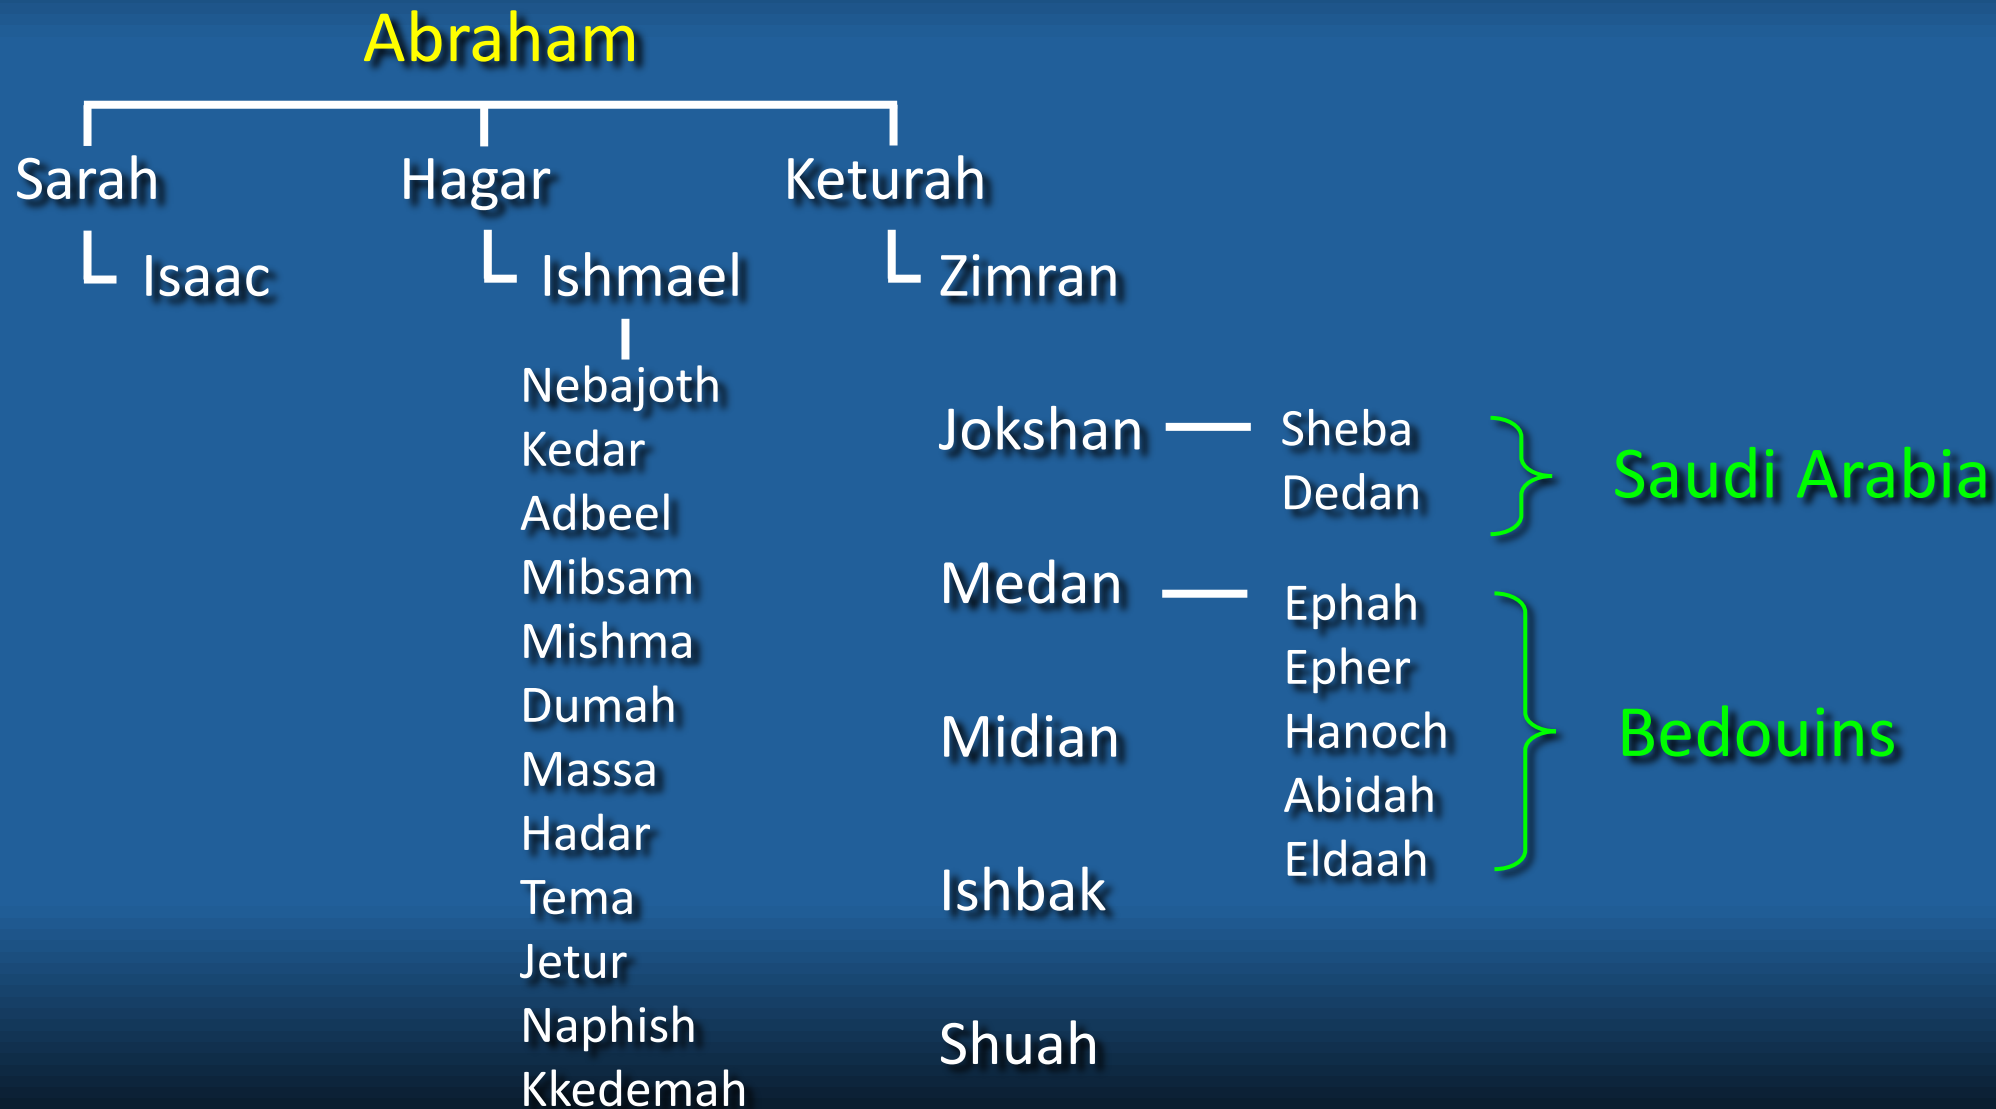 Abraham
Sarah
Hagar
Keturah
Isaac
Ishmael
Zimran
Nebajoth
Kedar
Adbeel
Mibsam
Mishma
Dumah
Massa
Hadar
Tema
Jetur
Naphish
Kkedemah
Jokshan
Medan
Midian
Ishbak
Shuah
Sheba
Dedan
Ephah
Epher
Hanoch
Abidah
Eldaah
Saudi Arabia
Bedouins